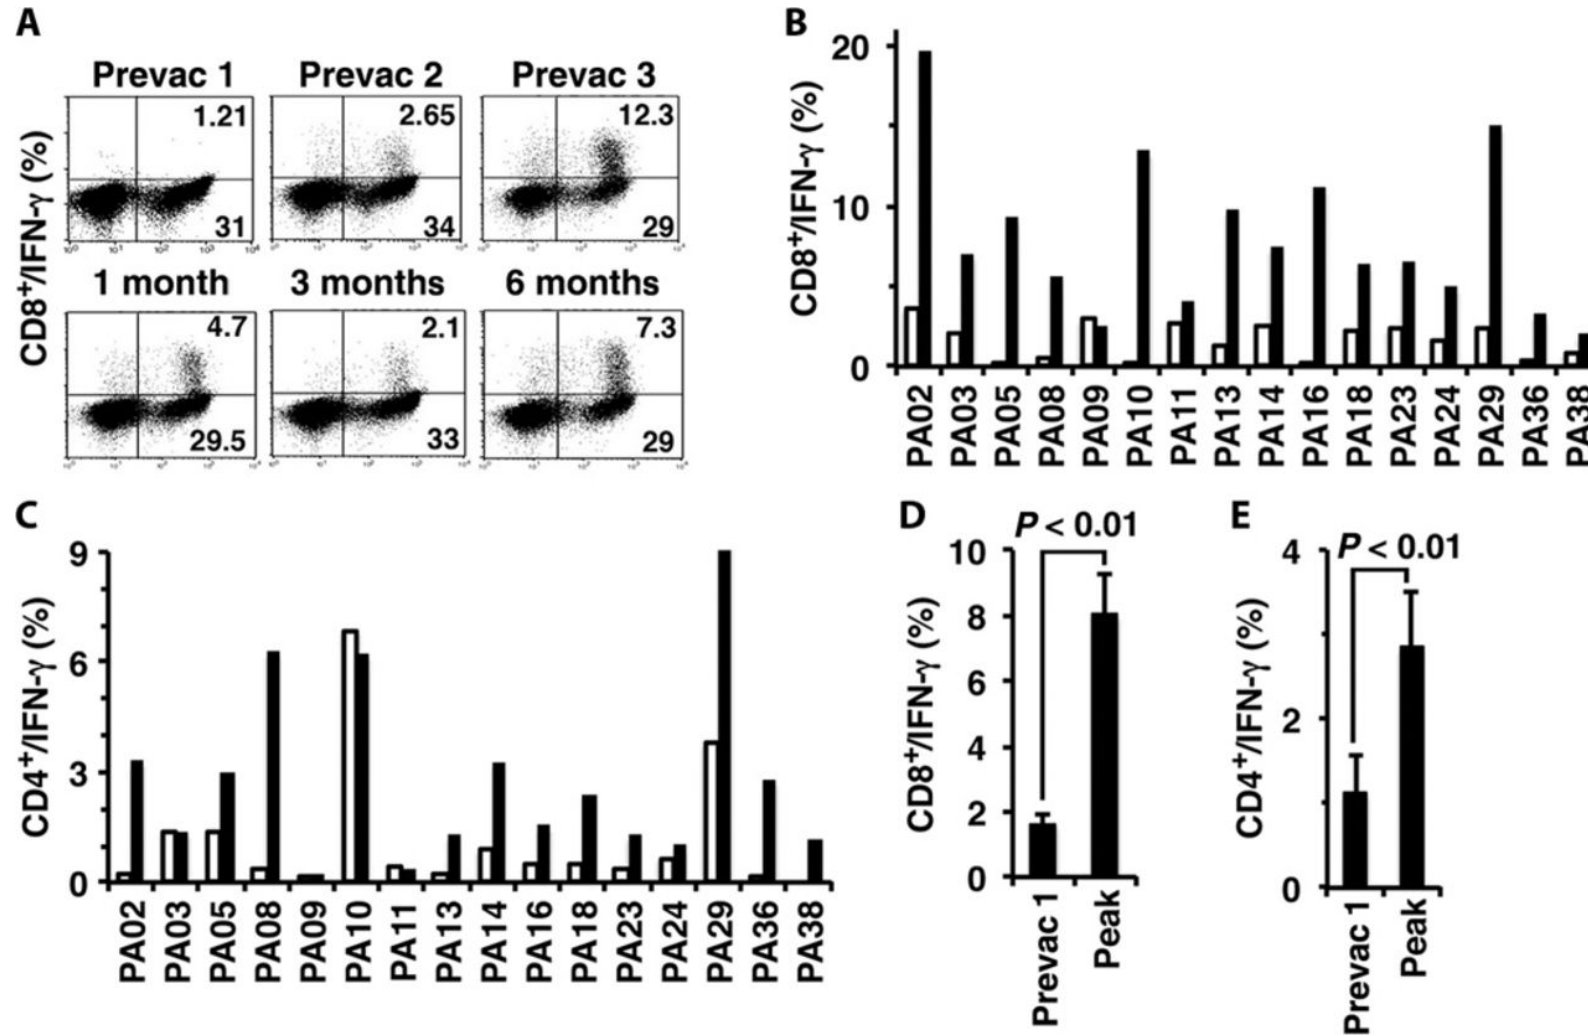 A
Prevac 1
Prevac 2
Prevac 3
CD8+/IFN-γ (%)
1.21
31
2.65
34
12.3
29
10⁰ 10¹ 10² 10³ 10⁴
1 month
3 months
6 months
4.7
29.5
2.1
33
7.3
29
B
CD8+/IFN-γ (%)
20
10
0
PA02
PA03
PA05
PA08
PA09
PA10
PA11
PA13
PA14
PA16
PA18
PA23
PA24
PA29
PA36
PA38
C
CD4+/IFN-γ (%)
9
6
3
0
PA02
PA03
PA05
PA08
PA09
PA10
PA11
PA13
PA14
PA16
PA18
PA23
PA24
PA29
PA36
PA38
D
P < 0.01
CD8+/IFN-γ (%)
10
8
6
4
2
0
Prevac 1
Peak
E
P < 0.01
CD4+/IFN-γ (%)
4
2
0
Prevac 1
Peak